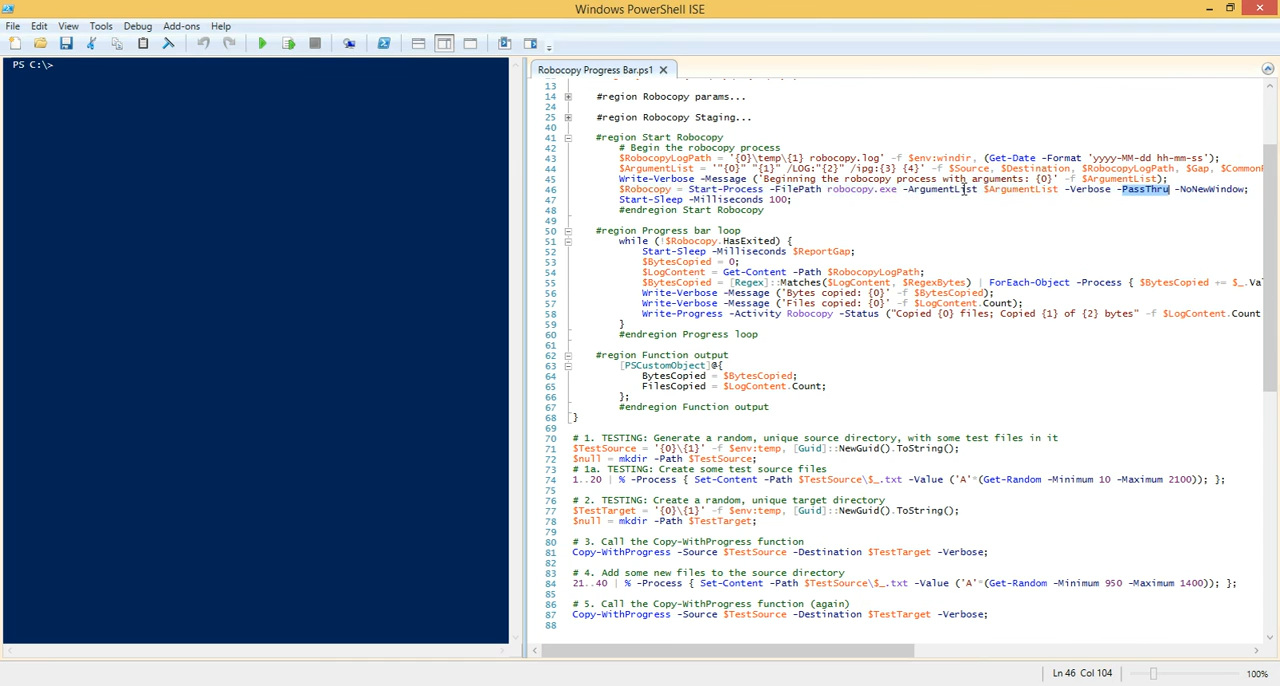 Windows PowerShell ISE
File Edit View Tools Debug Add-ons Help
PS C:\>
Robocopy Progress Bar.ps1
13
14 #region Robocopy params...
24
25 #region Robocopy Staging...
40
41 #region Start Robocopy
42 # Begin the robocopy process
43 $RobocopyLogPath = '{0}\temp\{1} robocopy.log' -f $env:windir, (Get-Date -Format 'yyyy-MM-dd hh-mm-ss');
44 $ArgumentList = '"{0}" "{1}" /LOG:"{2}" /ipg:{3} {4}' -f $Source, $Destination, $RobocopyLogPath, $Gap, $Common
45 Write-Verbose -Message ('Beginning the robocopy process with arguments: {0}' -f $ArgumentList);
46 $Robocopy = Start-Process -FilePath robocopy.exe -ArgumentList $ArgumentList -Verbose -PassThru -NoNewWindow;
47 Start-Sleep -Milliseconds 100;
48 #endregion Start Robocopy
49
50 #region Progress bar loop
51 while (!$Robocopy.HasExited) {
52 Start-Sleep -Milliseconds $ReportGap;
53 $BytesCopied = 0;
54 $LogContent = Get-Content -Path $RobocopyLogPath;
55 $BytesCopied = [Regex]::Matches($LogContent, $RegexBytes) | ForEach-Object -Process { $BytesCopied += $_.Va
56 Write-Verbose -Message ('Bytes copied: {0}' -f $BytesCopied);
57 Write-Verbose -Message ('Files copied: {0}' -f $LogContent.Count);
58 Write-Progress -Activity Robocopy -Status ("Copied {0} files; Copied {1} of {2} bytes" -f $LogContent.Count
59 }
60 #endregion Progress loop
61
62 #region Function output
63 [PSCustomObject]@{
64 BytesCopied = $BytesCopied;
65 FilesCopied = $LogContent.Count;
66 };
67 #endregion Function output
68 }
69
70 # 1. TESTING: Generate a random, unique source directory, with some test files in it
71 $TestSource = '{0}\{1}' -f $env:temp, [Guid]::NewGuid().ToString();
72 $null = mkdir -Path $TestSource;
73 # 1a. TESTING: Create some test source files
74 1..20 | % -Process { Set-Content -Path $TestSource\$_.txt -Value ('A'*(Get-Random -Minimum 10 -Maximum 2100)); };
75
76 # 2. TESTING: Create a random, unique target directory
77 $TestTarget = '{0}\{1}' -f $env:temp, [Guid]::NewGuid().ToString();
78 $null = mkdir -Path $TestTarget;
79
80 # 3. Call the Copy-WithProgress function
81 Copy-WithProgress -Source $TestSource -Destination $TestTarget -Verbose;
82
83 # 4. Add some new files to the source directory
84 21..40 | % -Process { Set-Content -Path $TestSource\$_.txt -Value ('A'*(Get-Random -Minimum 950 -Maximum 1400)); };
85
86 # 5. Call the Copy-WithProgress function (again)
87 Copy-WithProgress -Source $TestSource -Destination $TestTarget -Verbose;
88
Ln 46 Col 104
100%